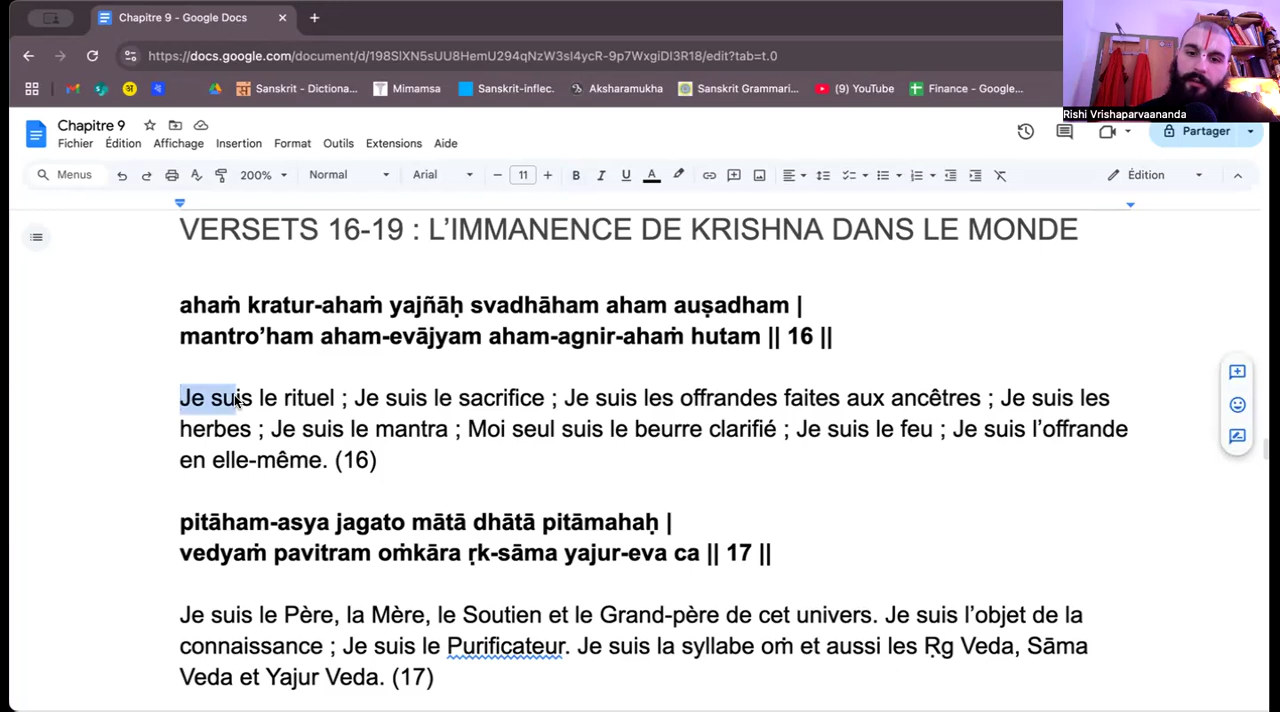 Chapitre 9 - Google Docs
https://docs.google.com/document/d/198SlXN5sUU8HemU294qNzW3sl4ycR-9p7WxgiDI3R18/edit?tab=t.0
Sanskrit - Dictiona... Mimamsa Sanskrit-inflec. Aksharamukha Sanskrit Grammari... (9) YouTube Finance - Google...
Rishi Vrishaparvaananda
Chapitre 9
Partager
Fichier Édition Affichage Insertion Format Outils Extensions Aide
Menus 200% Normal Arial 11 Édition
VERSETS 16-19 : L’IMMANENCE DE KRISHNA DANS LE MONDE
ahaṁ kratur-ahaṁ yajñāḥ svadhāham aham auṣadham |
mantro’ham aham-evājyam aham-agnir-ahaṁ hutam || 16 ||
Je suis le rituel ; Je suis le sacrifice ; Je suis les offrandes faites aux ancêtres ; Je suis les
herbes ; Je suis le mantra ; Moi seul suis le beurre clarifié ; Je suis le feu ; Je suis l’offrande
en elle-même. (16)
pitāham-asya jagato mātā dhātā pitāmahaḥ |
vedyaṁ pavitram oṁkāra ṛk-sāma yajur-eva ca || 17 ||
Je suis le Père, la Mère, le Soutien et le Grand-père de cet univers. Je suis l’objet de la
connaissance ; Je suis le Purificateur. Je suis la syllabe oṁ et aussi les Ṛg Veda, Sāma
Veda et Yajur Veda. (17)